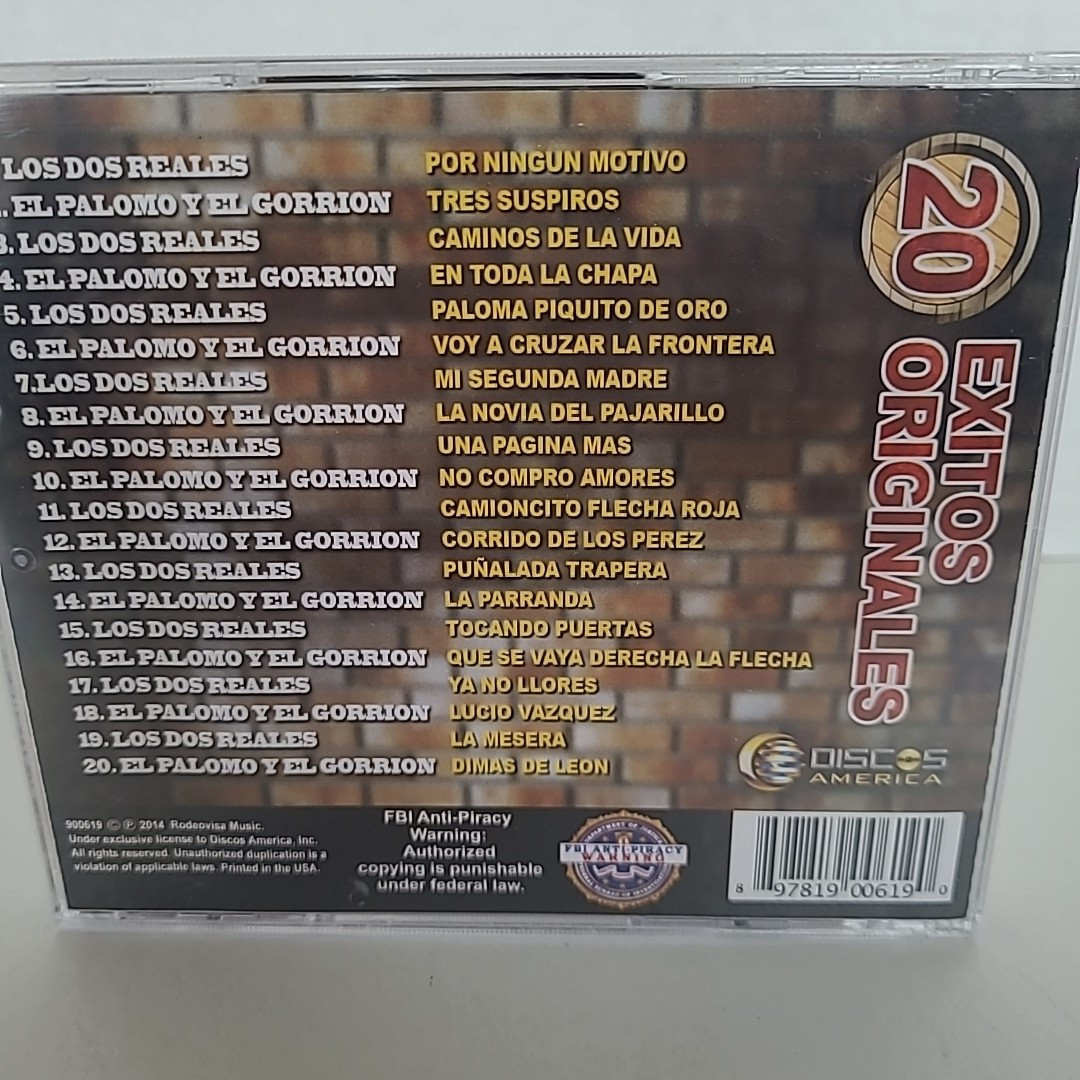 LOS DOS REALES POR NINGUN MOTIVO
. EL PALOMO Y EL GORRION TRES SUSPIROS
3. LOS DOS REALES CAMINOS DE LA VIDA
4. EL PALOMO Y EL GORRION EN TODA LA CHAPA
5. LOS DOS REALES PALOMA PIQUITO DE ORO
6. EL PALOMO Y EL GORRION VOY A CRUZAR LA FRONTERA
7.LOS DOS REALES MI SEGUNDA MADRE
8. EL PALOMO Y EL GORRION LA NOVIA DEL PAJARILLO
9. LOS DOS REALES UNA PAGINA MAS
10. EL PALOMO Y EL GORRION NO COMPRO AMORES
11. LOS DOS REALES CAMIONCITO FLECHA ROJA
12. EL PALOMO Y EL GORRION CORRIDO DE LOS PEREZ
13. LOS DOS REALES PUÑALADA TRAPERA
14. EL PALOMO Y EL GORRION LA PARRANDA
15. LOS DOS REALES TOCANDO PUERTAS
16. EL PALOMO Y EL GORRION QUE SE VAYA DERECHA LA FLECHA
17. LOS DOS REALES YA NO LLORES
18. EL PALOMO Y EL GORRION LUCIO VAZQUEZ
19. LOS DOS REALES LA MESERA
20. EL PALOMO Y EL GORRION DIMAS DE LEON
20
EXITOS
ORIGINALES
DISCOS
AMERICA
900619 © ℗ 2014 Rodeovisa Music.
Under exclusive license to Discos America, Inc.
All rights reserved. Unauthorized duplication is a
violation of applicable laws. Printed in the USA.
FBI Anti-Piracy
Warning:
Authorized
copying is punishable
under federal law.
FBI ANTI-PIRACY
WARNING
8 97819 00619 0